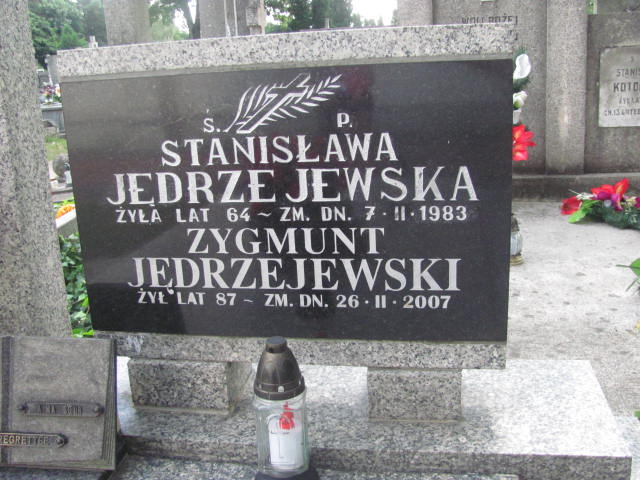 Ś. P.
STANISŁAWA
JĘDRZEJEWSKA
ŻYŁA LAT 64 ~ ZM. DN. 7·II·1983
ZYGMUNT
JĘDRZEJEWSKI
ŻYŁ LAT 87 ~ ZM. DN. 26·II·2007